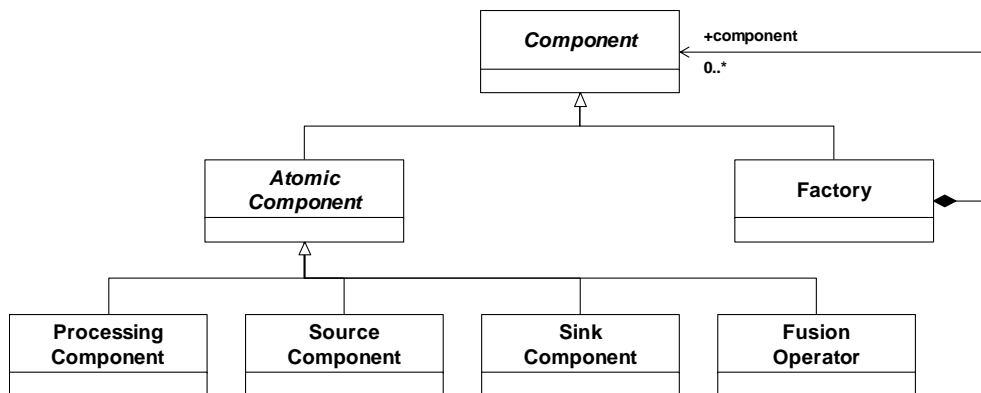 Component
+component
0..*
Atomic
Component
Factory
Processing
Component
Source
Component
Sink
Component
Fusion
Operator